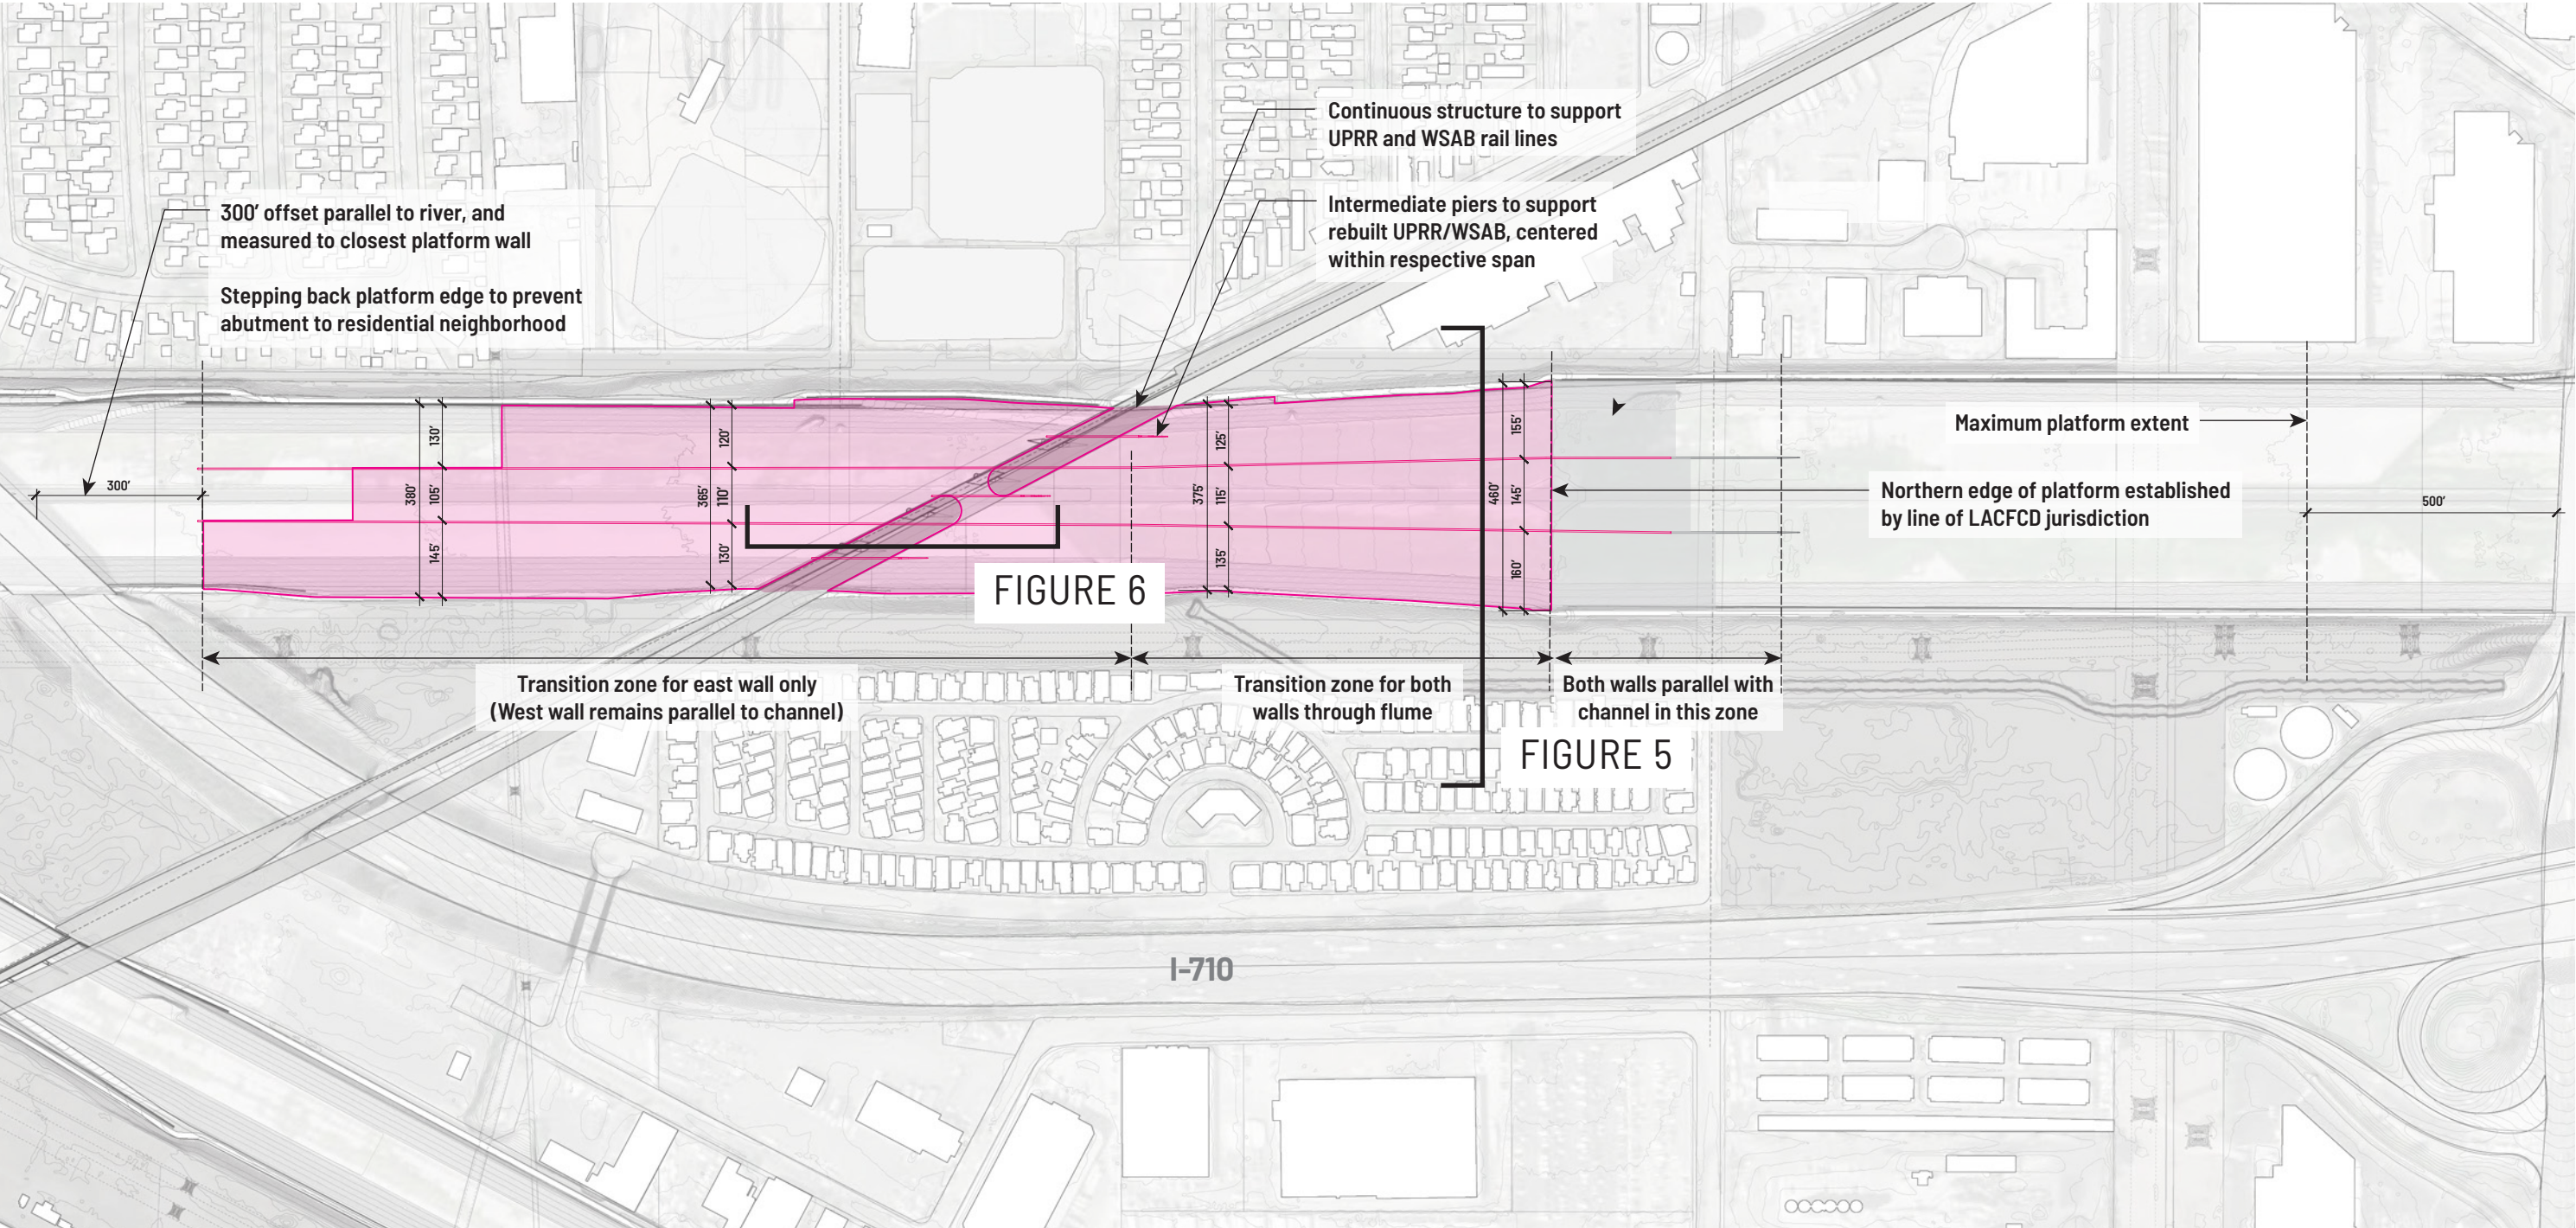 Continuous structure to support
UPRR and WSAB rail lines
Intermediate piers to support
rebuilt UPRR/WSAB, centered
within respective span
300' offset parallel to river, and
measured to closest platform wall
Stepping back platform edge to prevent
abutment to residential neighborhood
300'
380'
130'
105'
145'
365'
120'
110'
130'
375'
125'
115'
135'
460'
155'
145'
160'
Maximum platform extent
Northern edge of platform established
by line of LACFCD jurisdiction
500'
FIGURE 6
Transition zone for east wall only
(West wall remains parallel to channel)
Transition zone for both
walls through flume
Both walls parallel with
channel in this zone
FIGURE 5
I-710